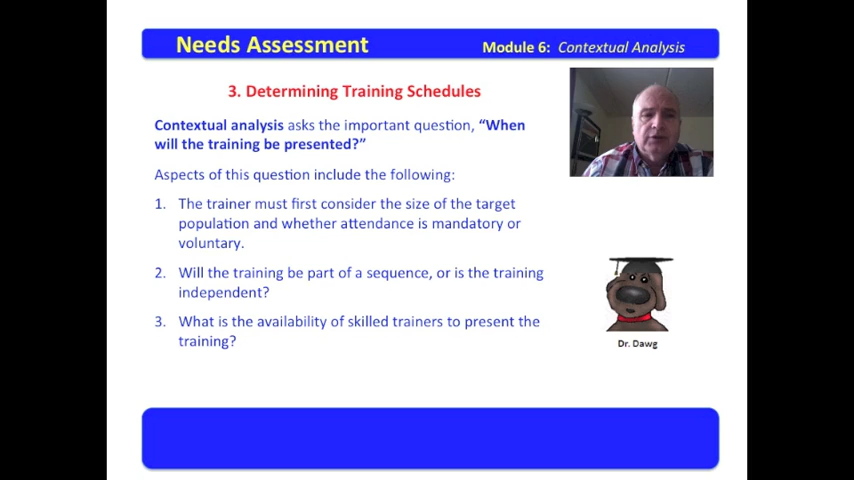 Needs Assessment
Module 6: Contextual Analysis
3. Determining Training Schedules
Contextual analysis asks the important question, “When
will the training be presented?”
Aspects of this question include the following:
1. The trainer must first consider the size of the target
population and whether attendance is mandatory or
voluntary.
2. Will the training be part of a sequence, or is the training
independent?
3. What is the availability of skilled trainers to present the
training?
Dr. Dawg